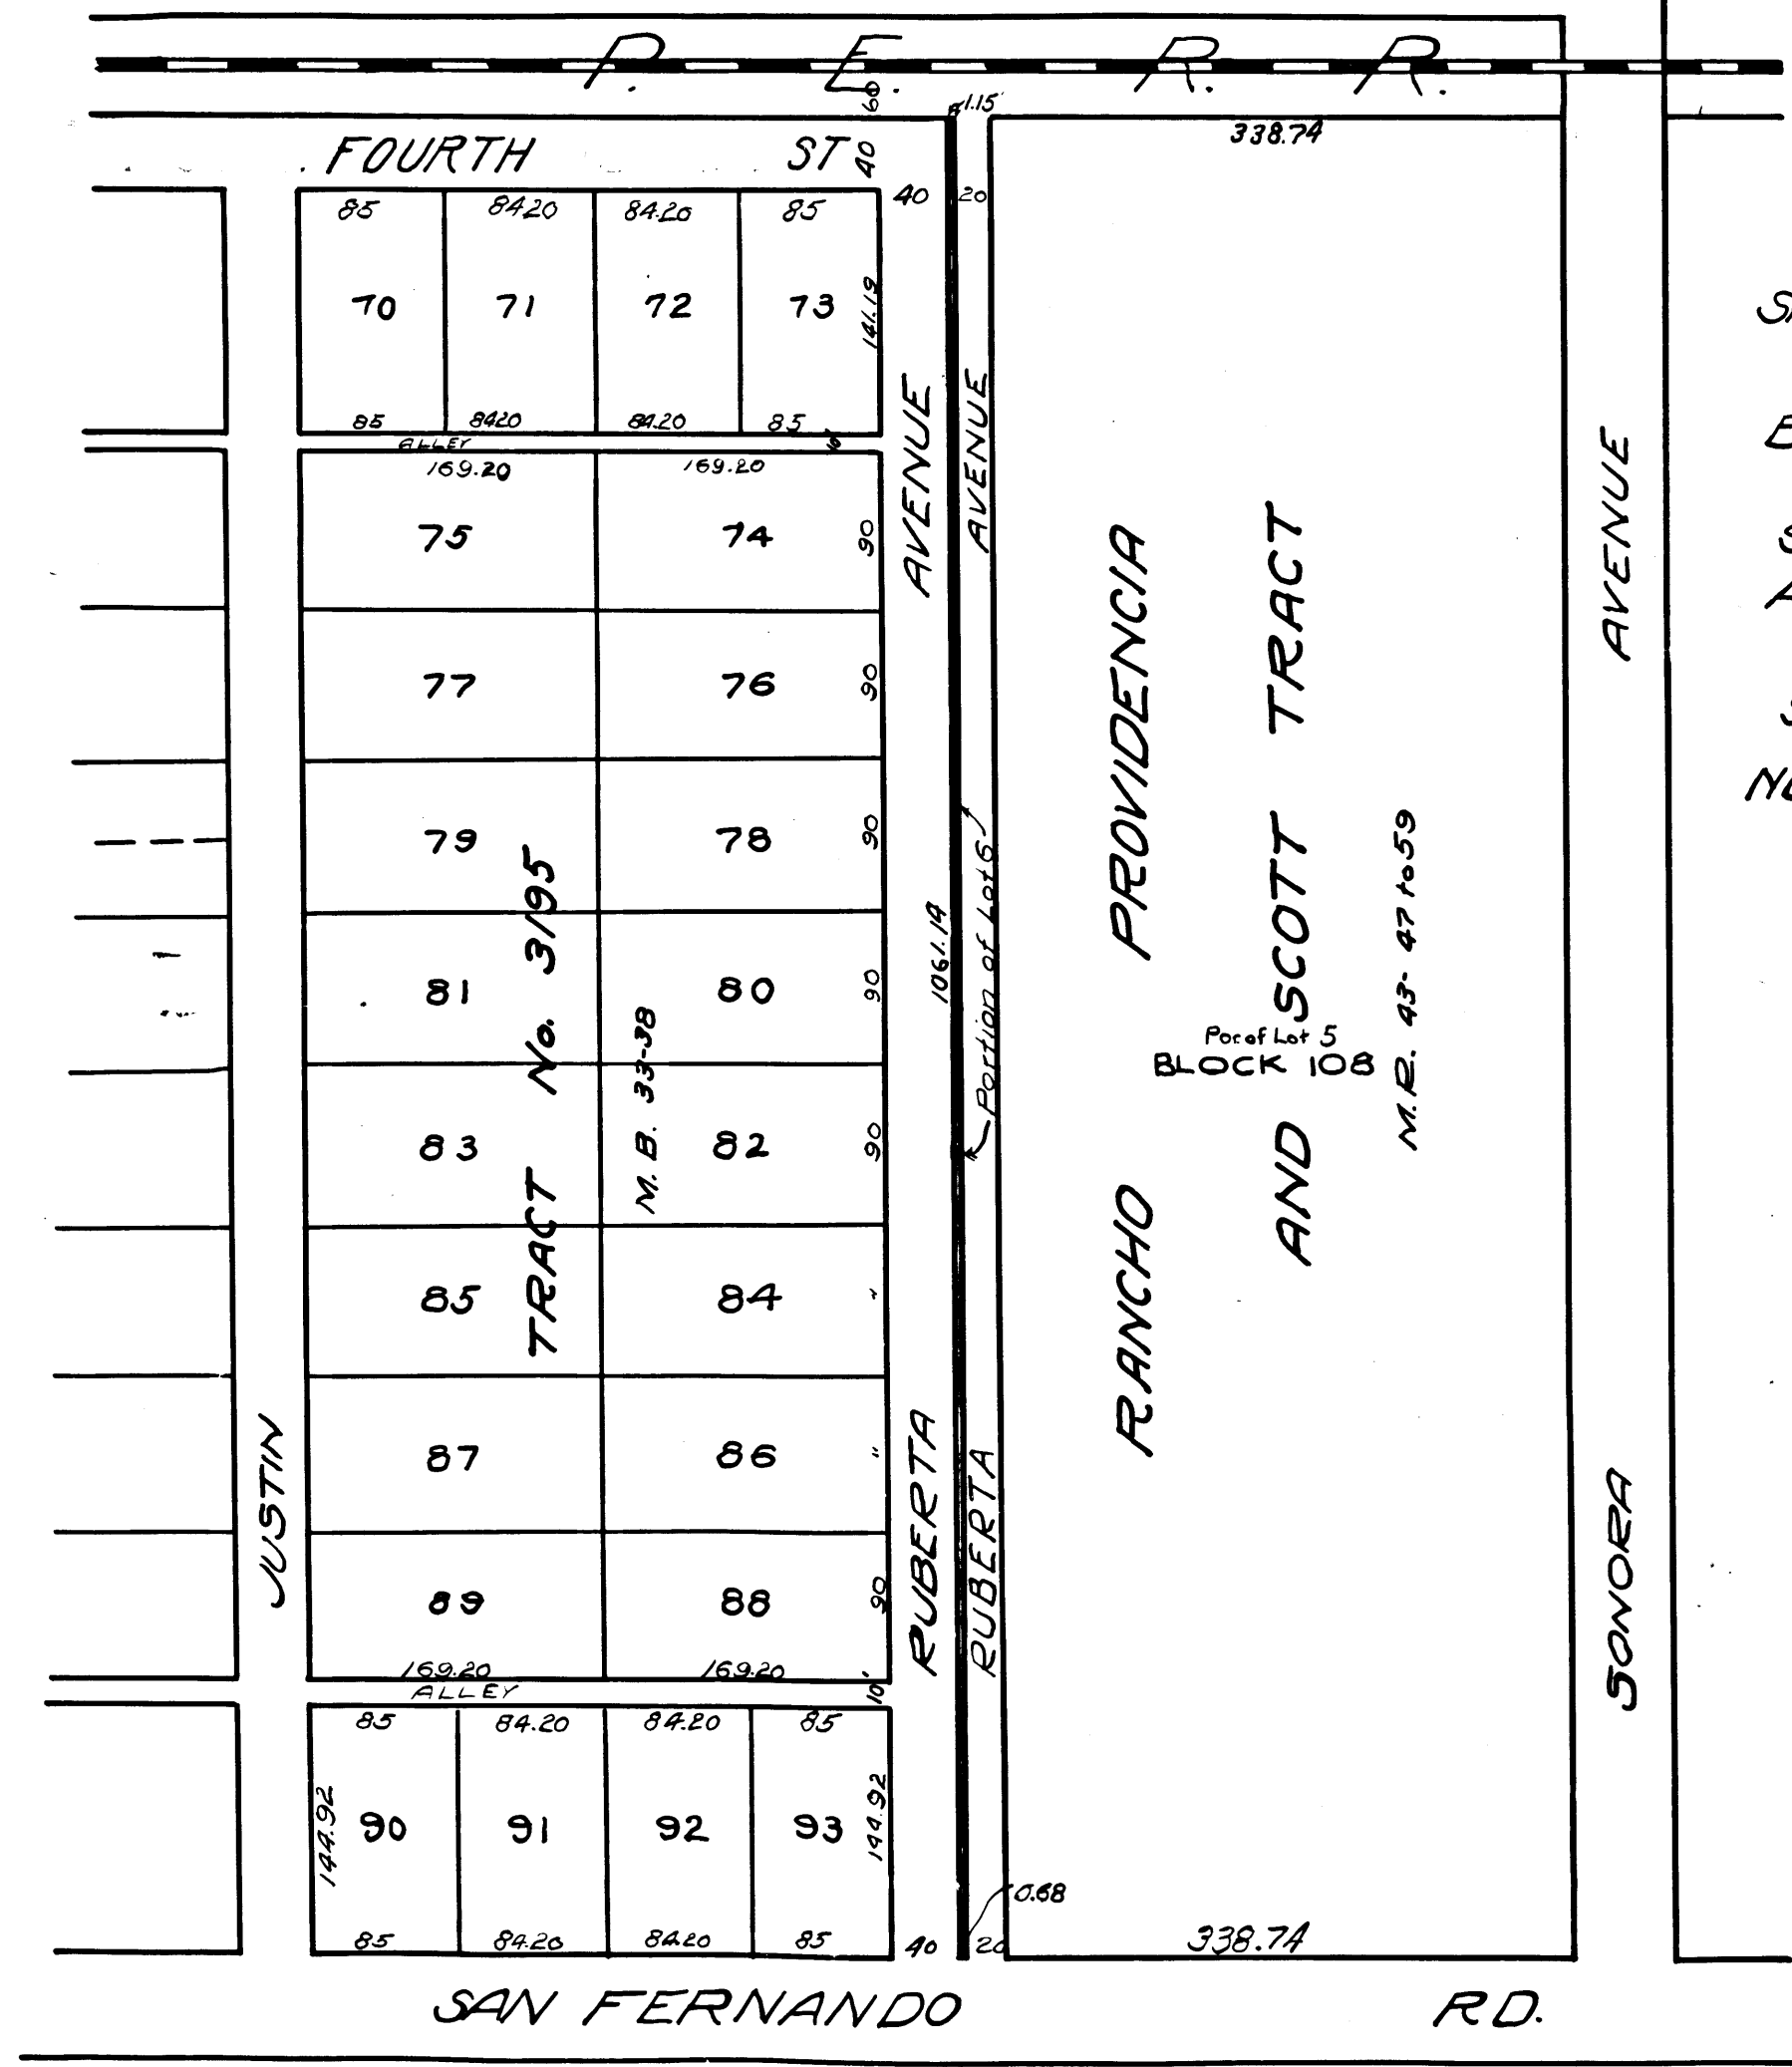 P. E. R. R.
60
1.15'
338.74
FOURTH ST
40
40 20
85 84.20 84.20 85
70 71 72 73
141.19
85 84.20 84.20 85
ALLEY
169.20 169.20
75 74 90
77 76 90
79 78 90
81 80 90
83 82 90
85 84 "
87 86 "
89 88 90
169.20 169.20
ALLEY 10'
85 84.20 84.20 85
144.92 90 91 92 93 144.92
85 84.20 84.20 85
TRACT No. 3195
M. B. 33-38
JUSTIN
RUBERTA AVENUE
1061.14
RUBERTA AVENUE
Portion of Lot 6
RANCHO PROVIDENCIA
AND SCOTT TRACT
M.R. 43-47 to 59
Por of Lot 5
BLOCK 108
SONORA AVENUE
0.68
40 20
338.74
SAN FERNANDO RD.